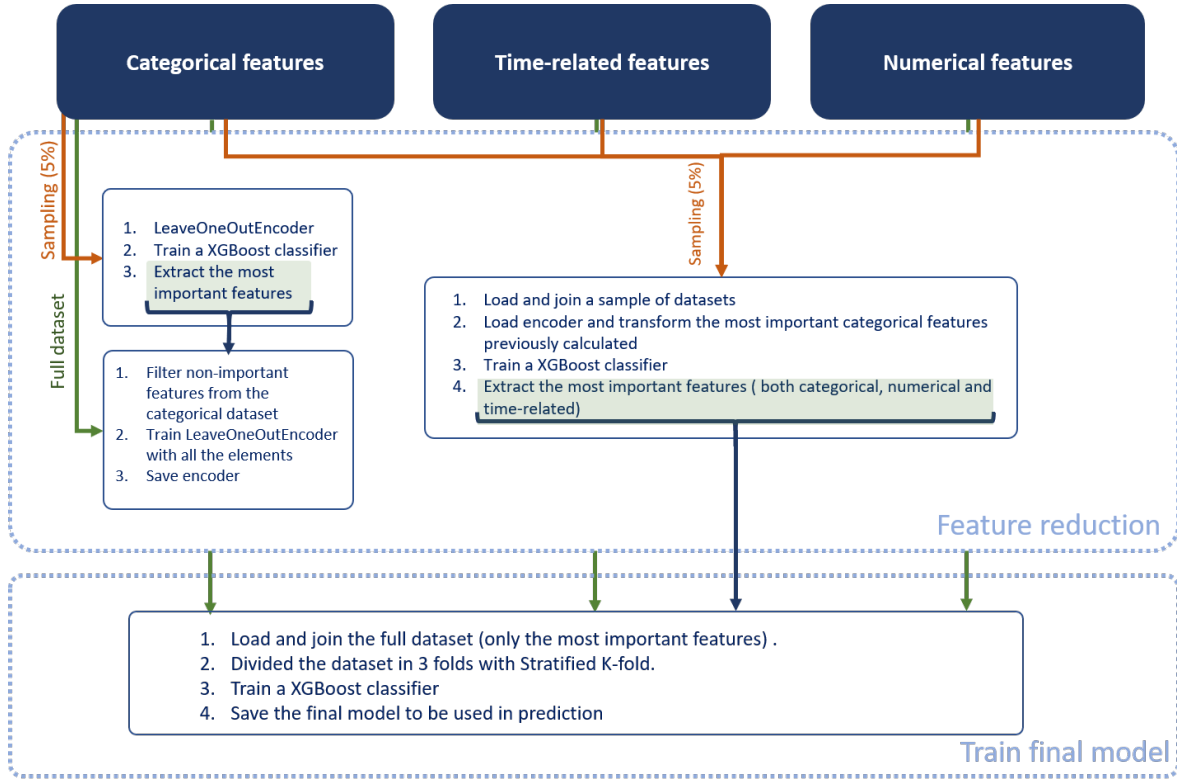 Categorical features
Time-related features
Numerical features
Sampling (5%)
Full dataset
1. LeaveOneOutEncoder
2. Train a XGBoost classifier
3. Extract the most
important features
1. Filter non-important
features from the
categorical dataset
2. Train LeaveOneOutEncoder
with all the elements
3. Save encoder
Sampling (5%)
1. Load and join a sample of datasets
2. Load encoder and transform the most important categorical features
previously calculated
3. Train a XGBoost classifier
4. Extract the most important features ( both categorical, numerical and
time-related)
Feature reduction
1. Load and join the full dataset (only the most important features) .
2. Divided the dataset in 3 folds with Stratified K-fold.
3. Train a XGBoost classifier
4. Save the final model to be used in prediction
Train final model